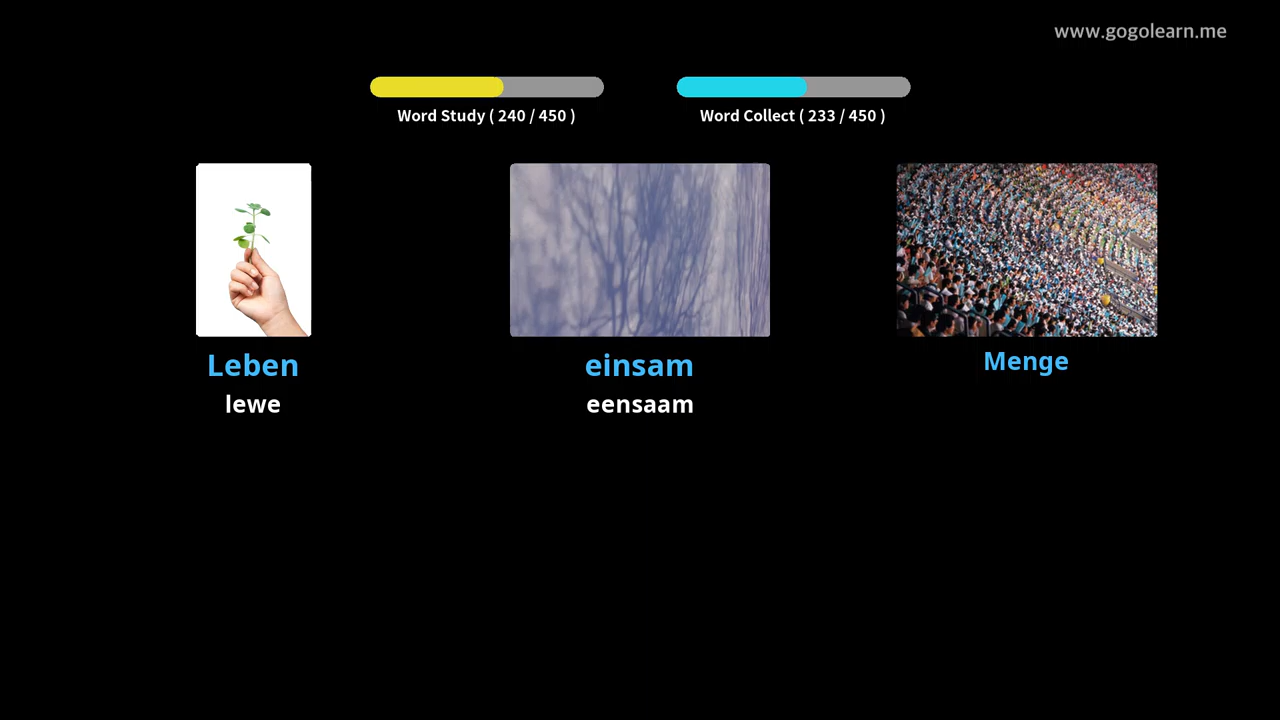 www.gogolearn.me
Word Study ( 240 / 450 )
Word Collect ( 233 / 450 )
Leben
lewe
einsam
eensaam
Menge